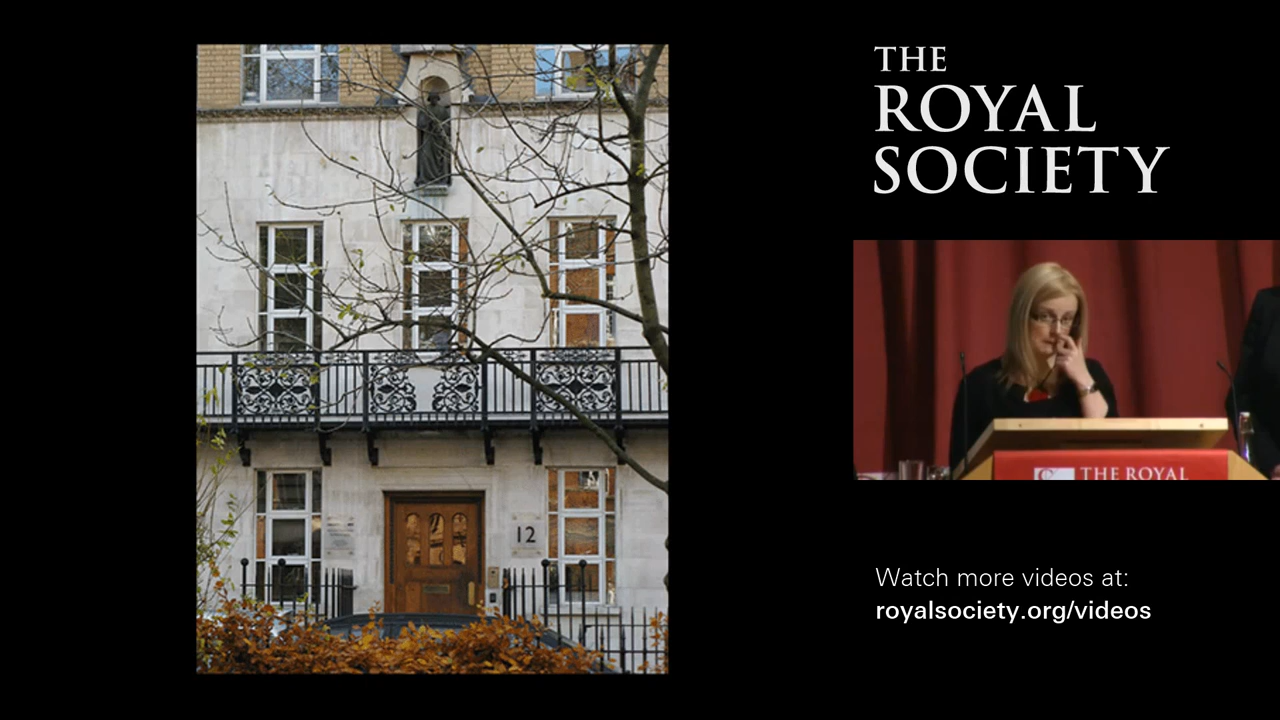 THE
ROYAL
SOCIETY
12
THE ROYAL
Watch more videos at:
royalsociety.org/videos